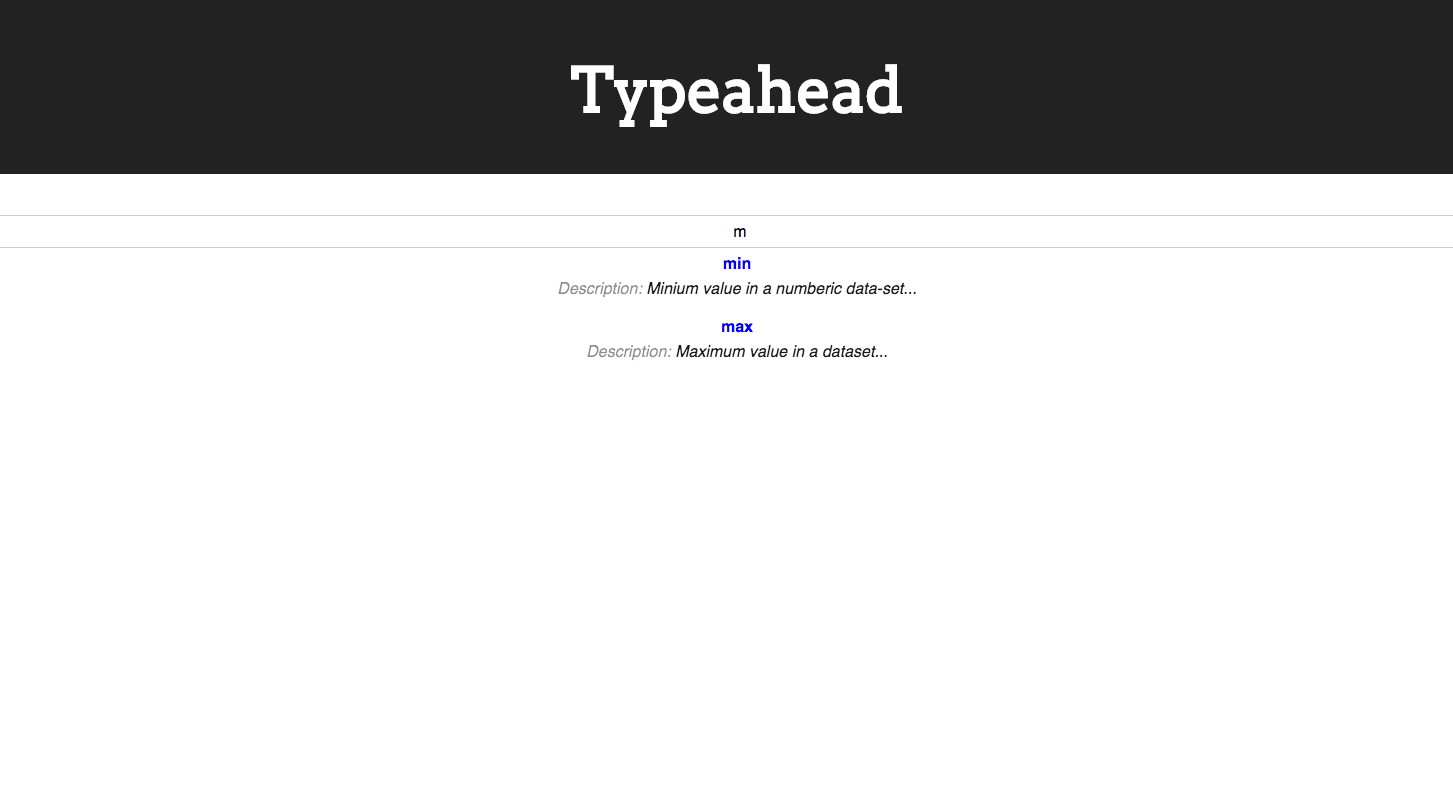 Typeahead
m
min
Description: Minium value in a numberic data-set...
max
Description: Maximum value in a dataset...